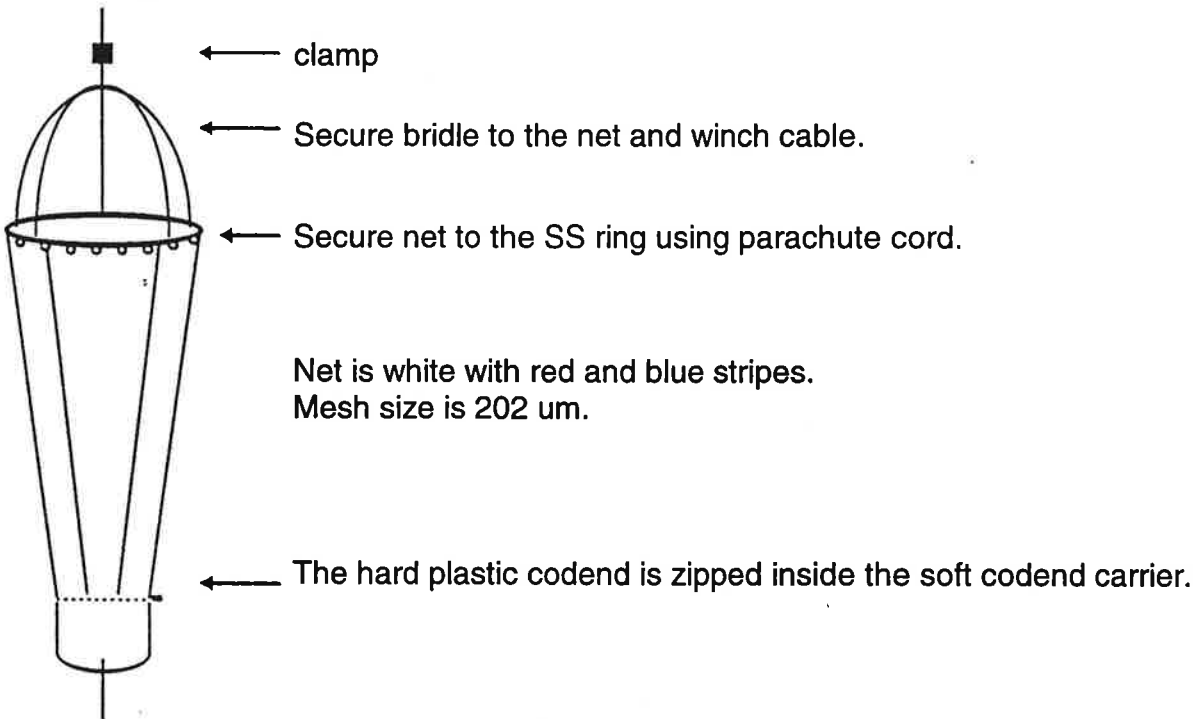 clamp
Secure bridle to the net and winch cable.
Secure net to the SS ring using parachute cord.
Net is white with red and blue stripes.
Mesh size is 202 um.
The hard plastic codend is zipped inside the soft codend carrier.